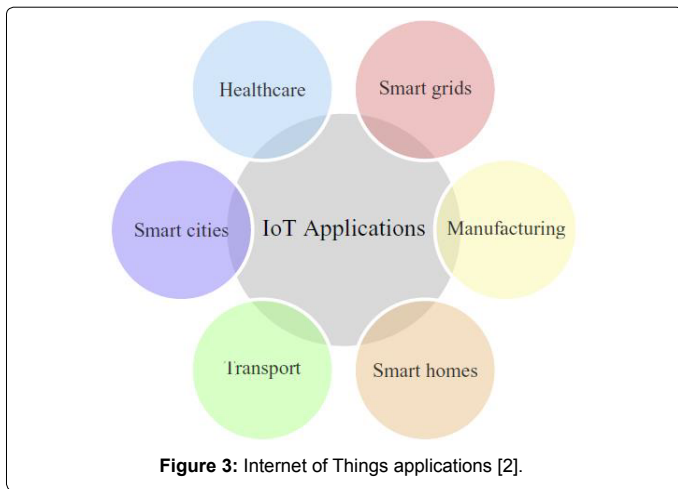 Healthcare
Smart grids
Smart cities
IoT Applications
Manufacturing
Transport
Smart homes
Figure 3: Internet of Things applications [2].